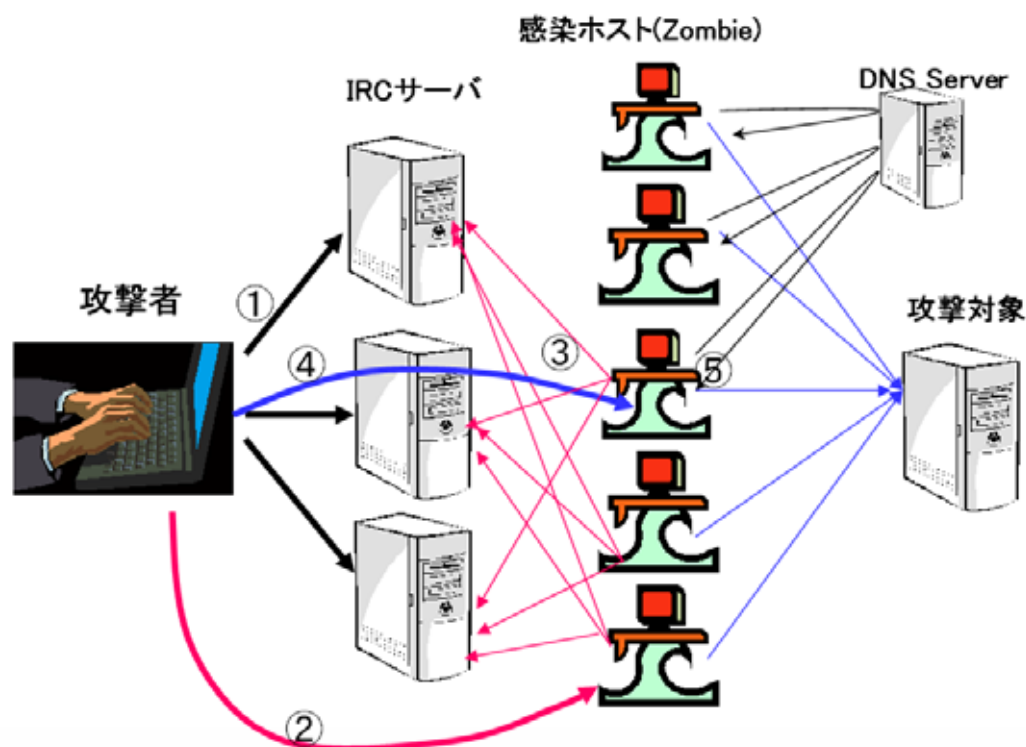 感染ホスト(Zombie)
DNS Server
IRCサーバ
攻撃者
攻撃対象
①
④
③
⑤
②